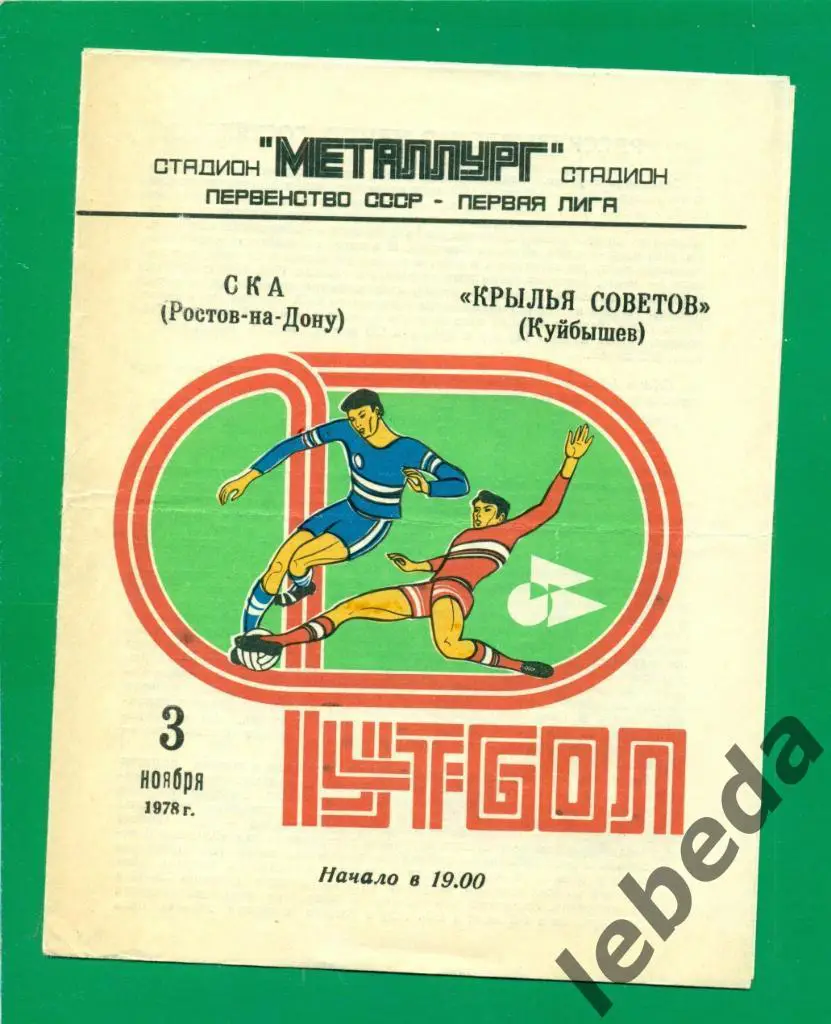 СТАДИОН "МЕТАЛЛУРГ" СТАДИОН
ПЕРВЕНСТВО СССР - ПЕРВАЯ ЛИГА
СКА
(Ростов-на-Дону)
«КРЫЛЬЯ СОВЕТОВ»
(Куйбышев)
3
ноября
1978 г.
ФУТБОЛ
Начало в 19.00
lebeda